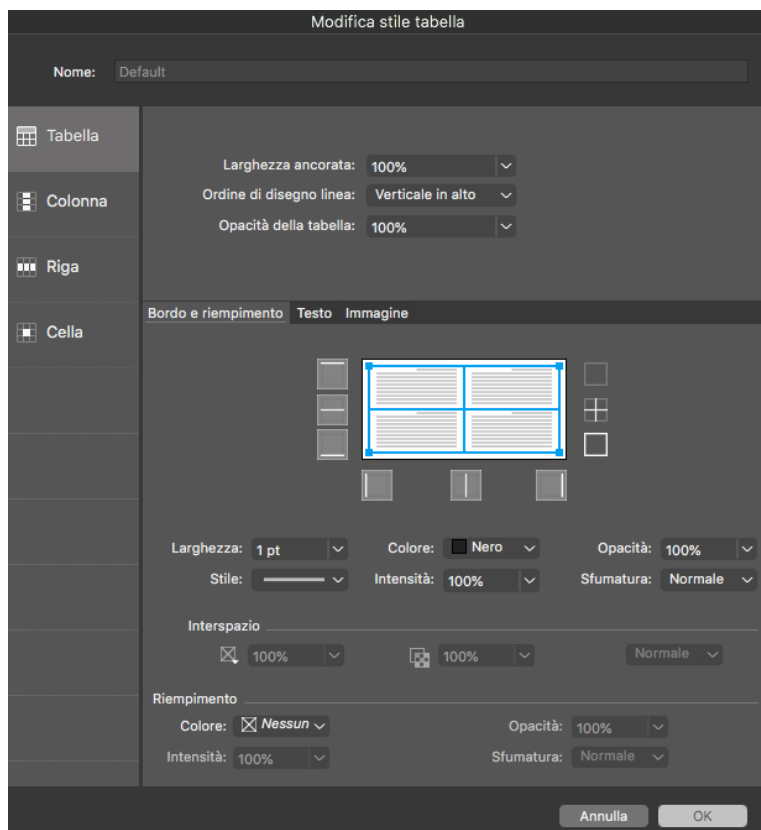 Modifica stile tabella
Nome: Default
Tabella
Colonna
Riga
Cella
Larghezza ancorata: 100%
Ordine di disegno linea: Verticale in alto
Opacità della tabella: 100%
Bordo e riempimento Testo Immagine
Larghezza: 1 pt Colore: Nero Opacità: 100%
Stile: Intensità: 100% Sfumatura: Normale
Interspazio
100% 100% Normale
Riempimento
Colore: Nessun Opacità: 100%
Intensità: 100% Sfumatura: Normale
Annulla OK